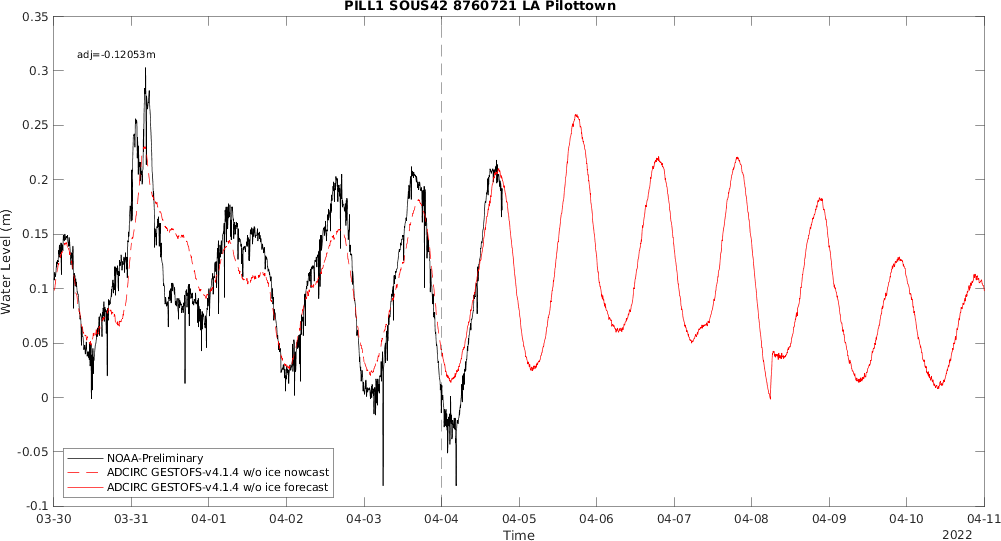 PILL1 SOUS42 8760721 LA Pilottown
0.35
0.3
0.25
0.2
0.15
0.1
0.05
0
-0.05
-0.1
Water Level (m)
adj=-0.12053m
NOAA-Preliminary
ADCIRC GESTOFS-v4.1.4 w/o ice nowcast
ADCIRC GESTOFS-v4.1.4 w/o ice forecast
03-30 03-31 04-01 04-02 04-03 04-04 04-05 04-06 04-07 04-08 04-09 04-10 04-11
Time
2022